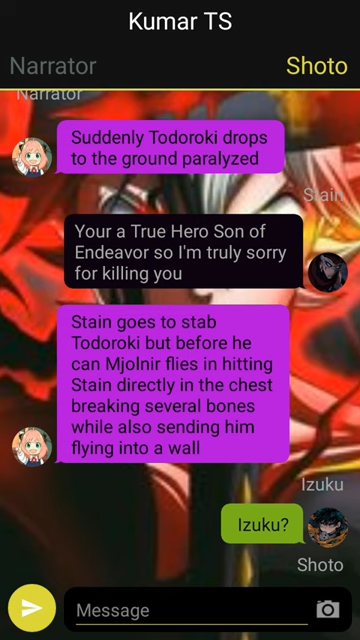 Kumar TS
Narrator
Shoto
Narrator
Suddenly Todoroki drops
to the ground paralyzed
Stain
Your a True Hero Son of
Endeavor so I'm truly sorry
for killing you
Stain goes to stab
Todoroki but before he
can Mjolnir flies in hitting
Stain directly in the chest
breaking several bones
while also sending him
flying into a wall
Izuku
Izuku?
Shoto
Message